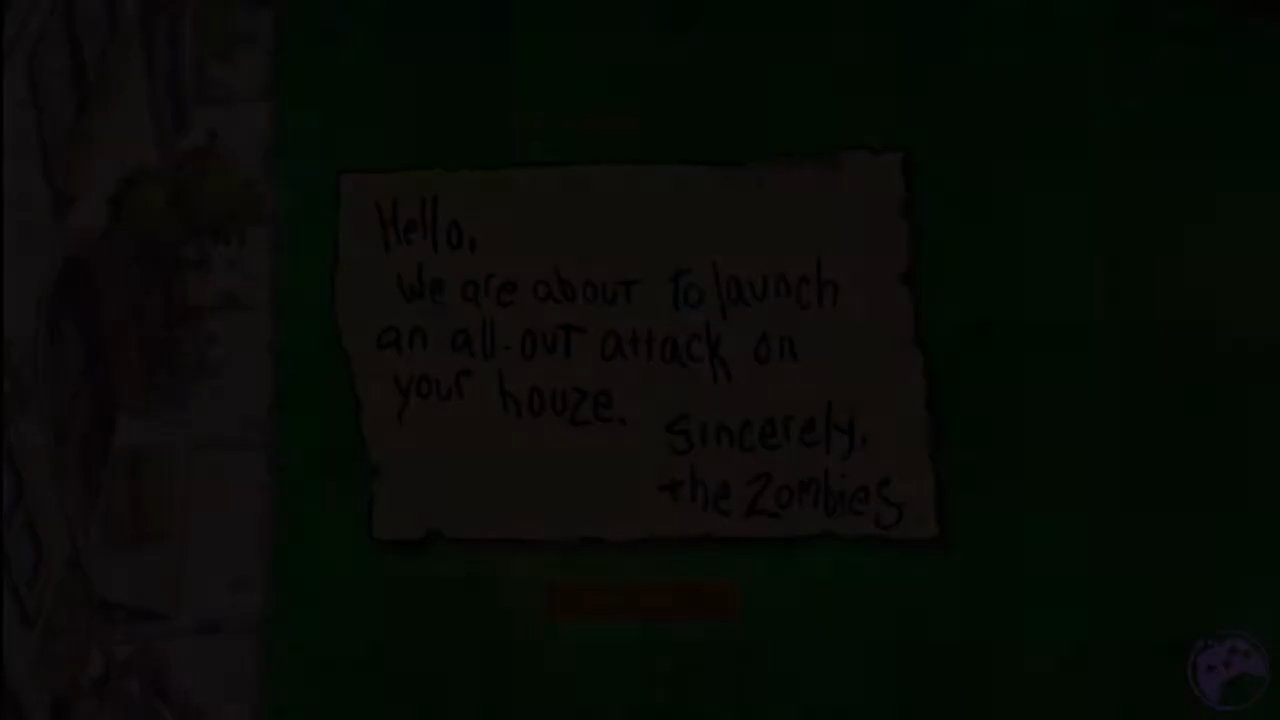 Hello,
We are about to launch
an all-out attack on
your houze.
Sincerely,
the Zombies